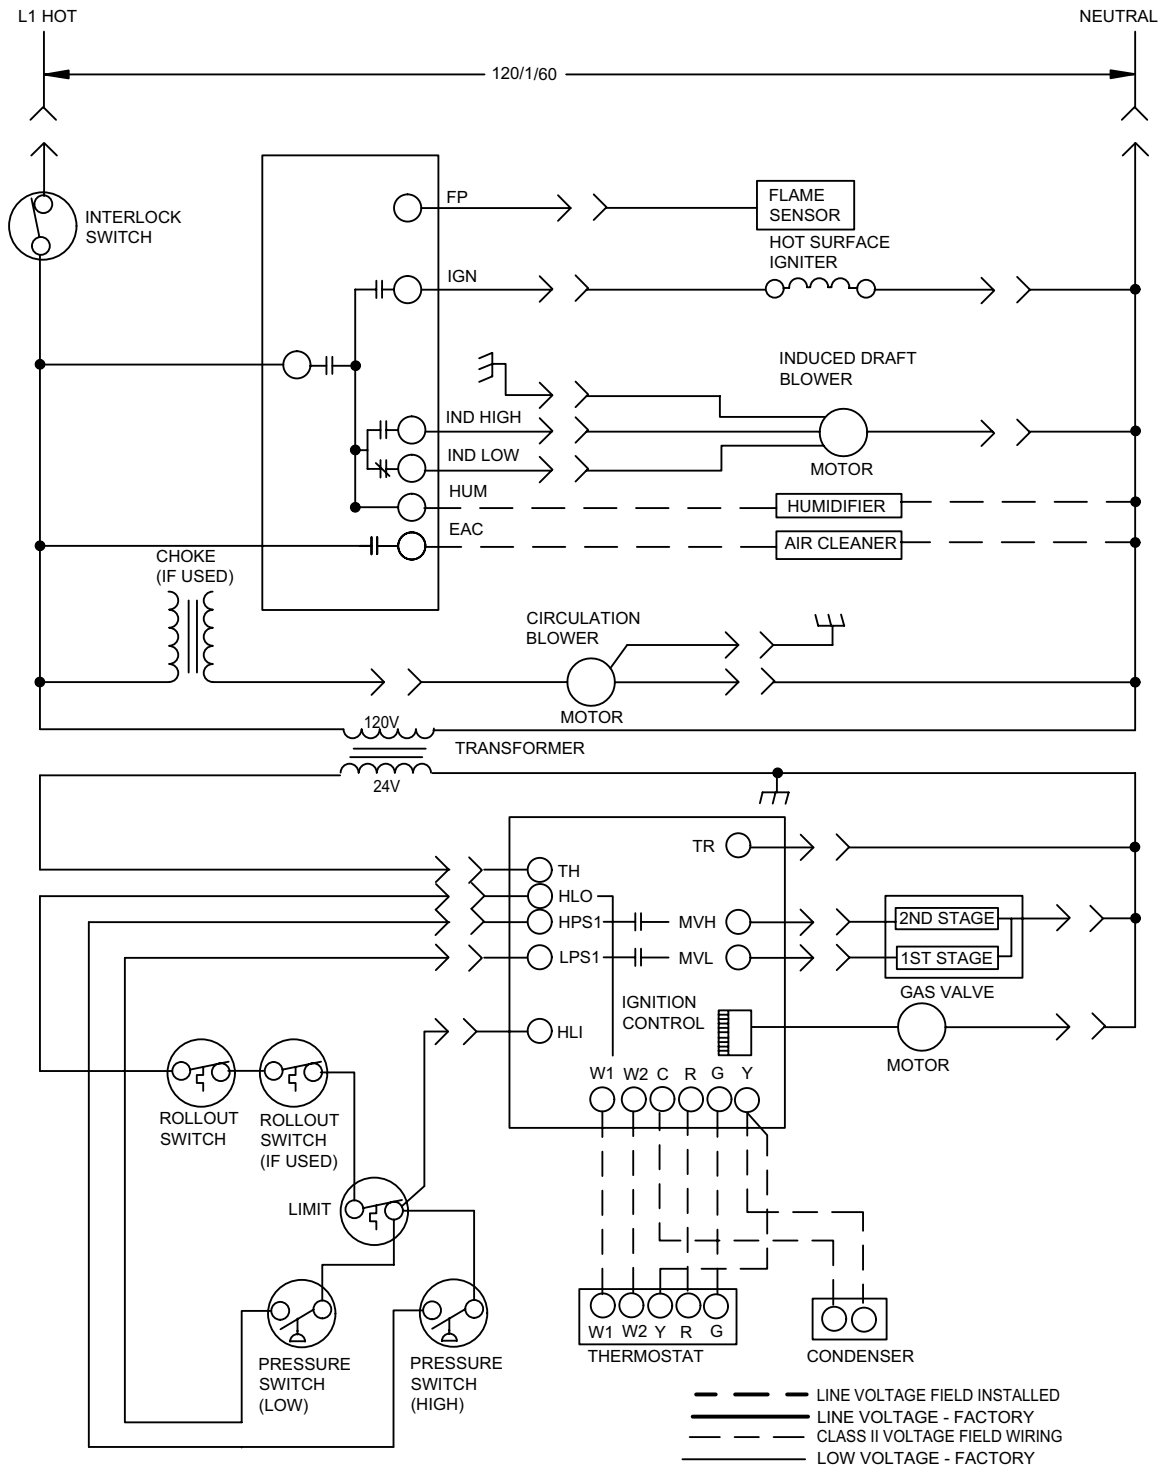 L1 HOT
NEUTRAL
120/1/60
INTERLOCK
SWITCH
FP
FLAME
SENSOR
IGN
HOT SURFACE
IGNITER
INDUCED DRAFT
BLOWER
MOTOR
IND HIGH
IND LOW
HUM
HUMIDIFIER
EAC
AIR CLEANER
CHOKE
(IF USED)
CIRCULATION
BLOWER
MOTOR
120V
TRANSFORMER
24V
TR
TH
HLO
HPS1
MVH
2ND STAGE
LPS1
MVL
1ST STAGE
GAS VALVE
IGNITION
CONTROL
HLI
MOTOR
W1 W2 C R G Y
ROLLOUT
SWITCH
ROLLOUT
SWITCH
(IF USED)
LIMIT
PRESSURE
SWITCH
(LOW)
PRESSURE
SWITCH
(HIGH)
W1 W2 Y R G
THERMOSTAT
CONDENSER
LINE VOLTAGE FIELD INSTALLED
LINE VOLTAGE - FACTORY
CLASS II VOLTAGE FIELD WIRING
LOW VOLTAGE - FACTORY